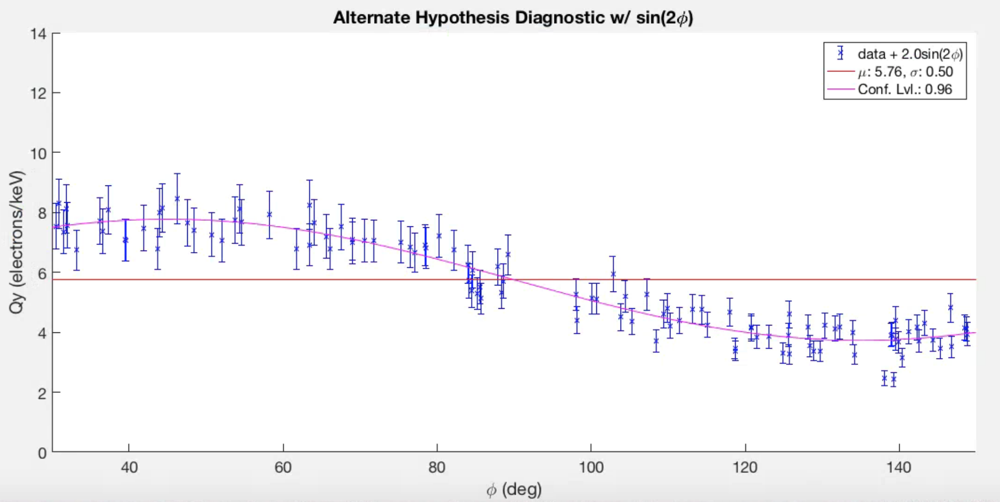 Alternate Hypothesis Diagnostic w/ sin(2ϕ)
14
12
10
8
6
4
2
0
Qy (electrons/keV)
data + 2.0sin(2ϕ)
μ: 5.76, σ: 0.50
Conf. Lvl.: 0.96
40 60 80 100 120 140
ϕ (deg)